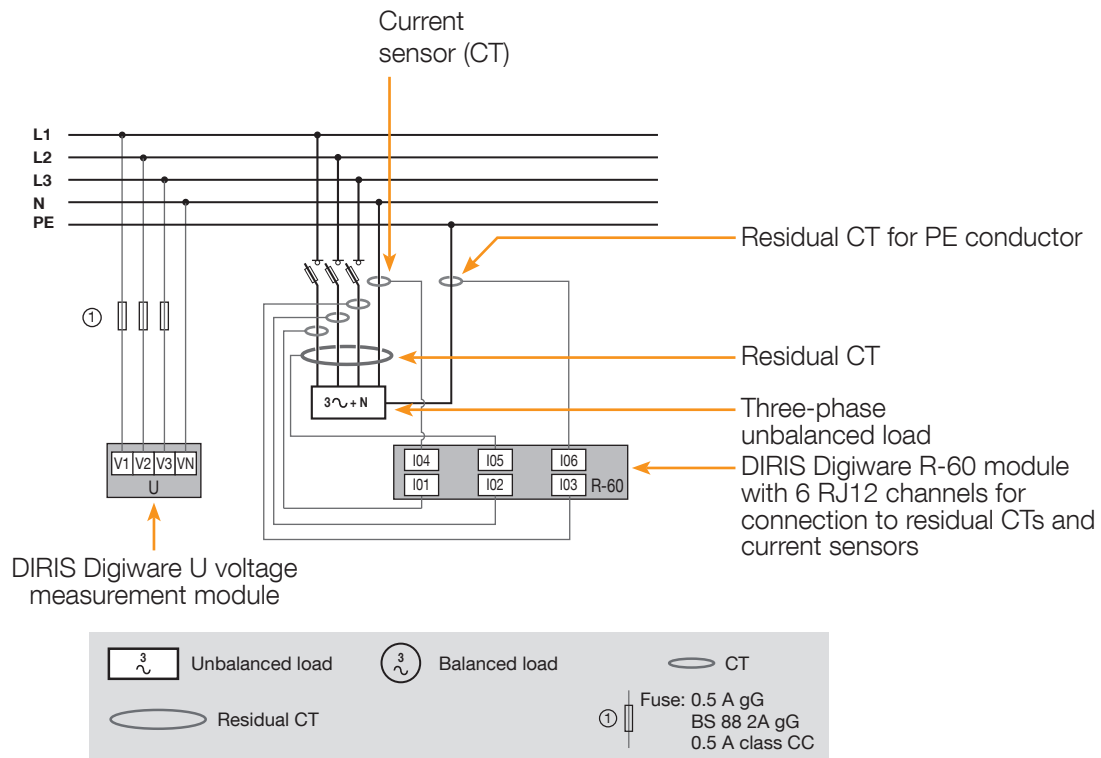 Current
sensor (CT)
L1
L2
L3
N
PE
Residual CT for PE conductor
①
Residual CT
3∿+N
Three-phase
unbalanced load
V1 V2 V3 VN
U
I04 I05 I06
I01 I02 I03 R-60
DIRIS Digiware R-60 module
with 6 RJ12 channels for
connection to residual CTs and
current sensors
DIRIS Digiware U voltage
measurement module
3
∿
Unbalanced load
3
∿
Balanced load
CT
Residual CT
① Fuse: 0.5 A gG
BS 88 2A gG
0.5 A class CC